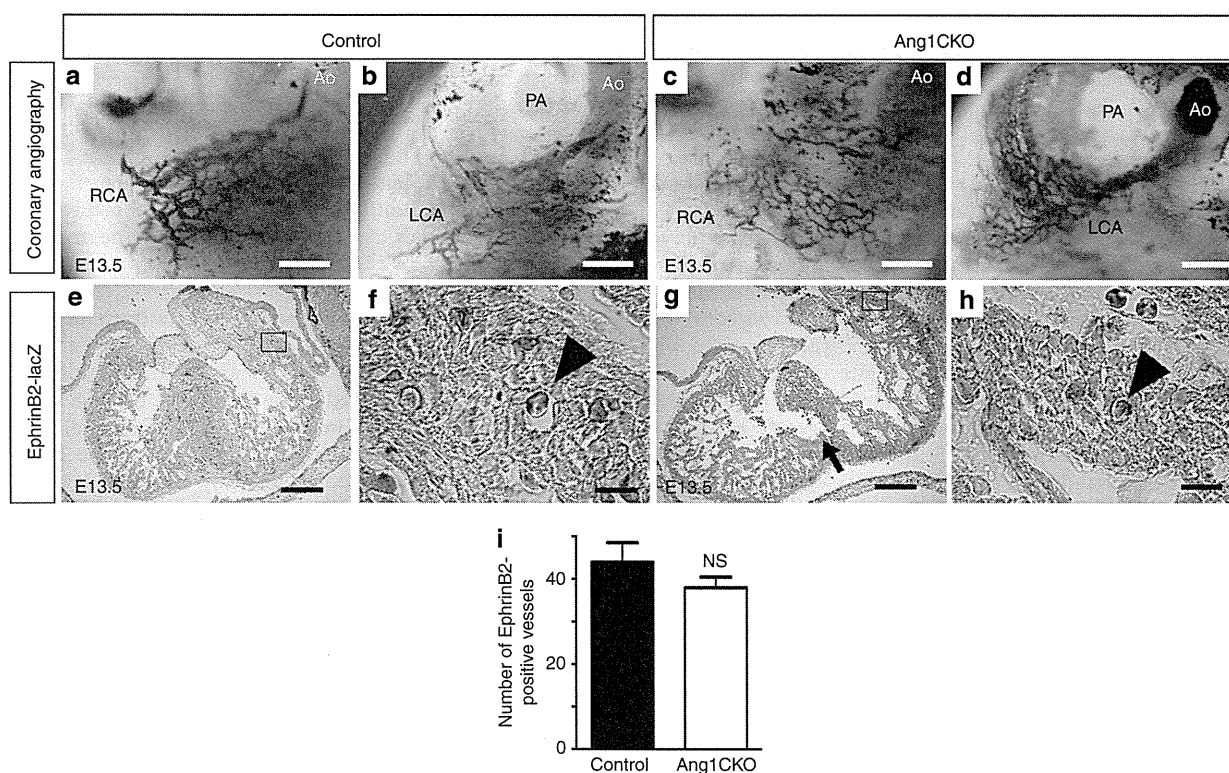 Control
Ang1CKO
Coronary angiography
a
Ao
RCA
E13.5
b
PA
Ao
LCA
c
Ao
RCA
E13.5
d
PA
Ao
LCA
EphrinB2-lacZ
e
E13.5
f
g
E13.5
h
i
Number of EphrinB2-
positive vessels
40
20
0
NS
Control
Ang1CKO